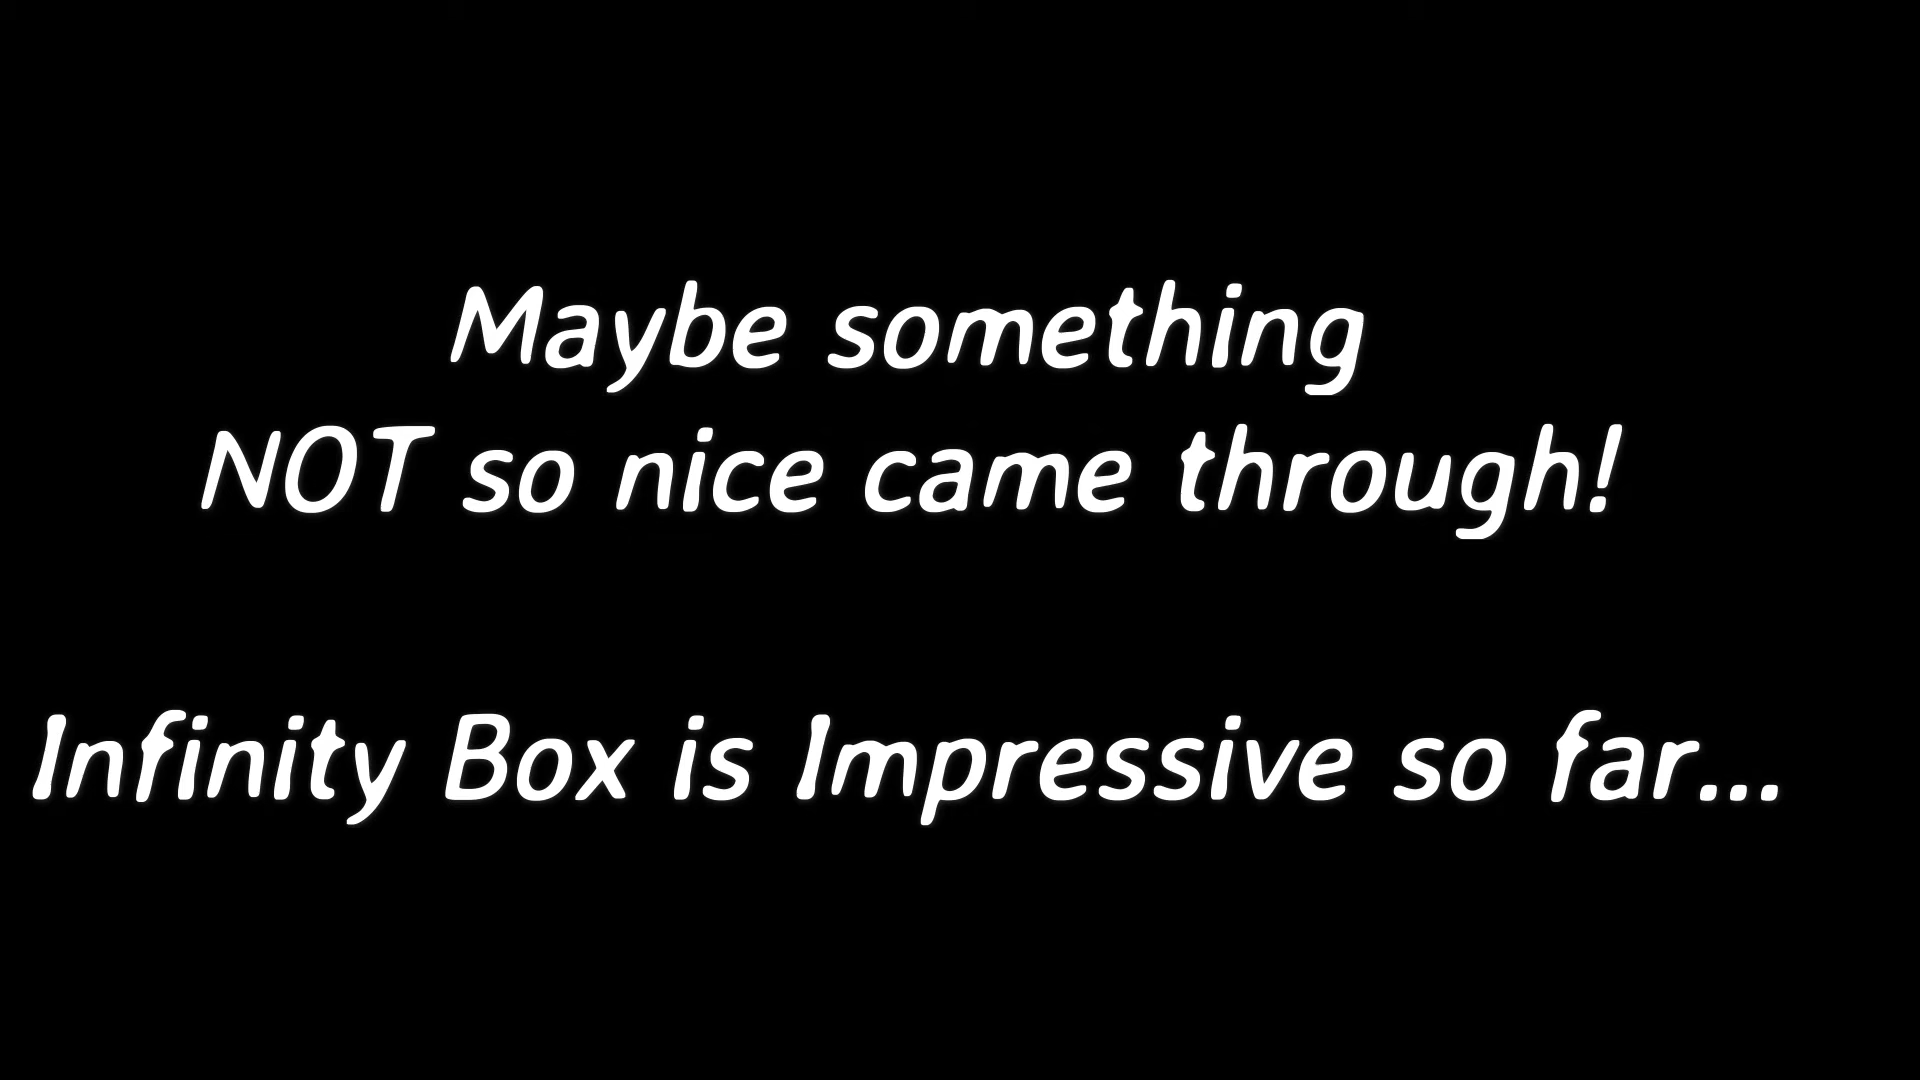 Maybe something
NOT so nice came through!
Infinity Box is Impressive so far...